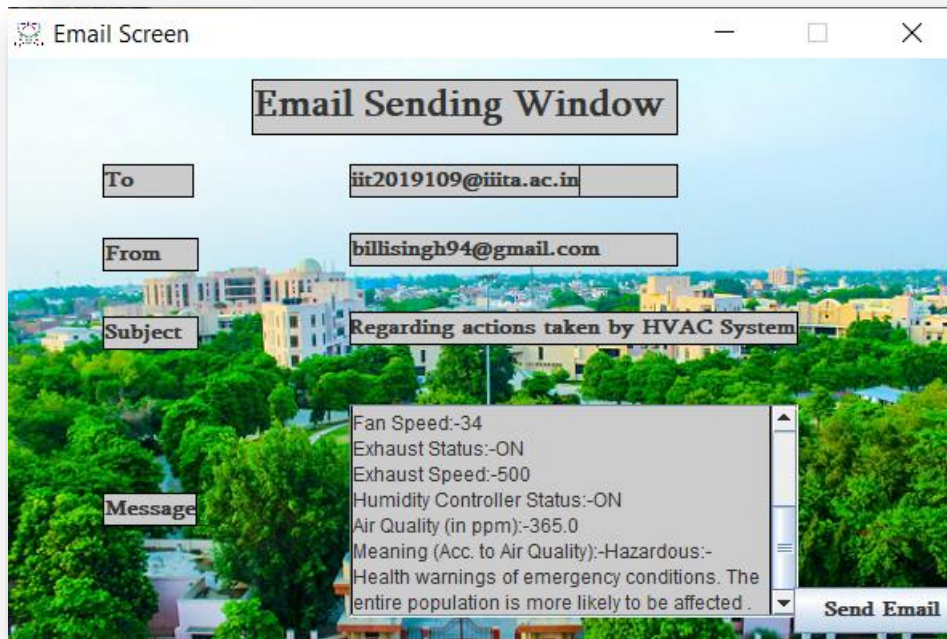 Email Screen
Email Sending Window
To
iit2019109@iiita.ac.in
From
billisingh94@gmail.com
Subject
Regarding actions taken by HVAC System
Message
Fan Speed:-34
Exhaust Status:-ON
Exhaust Speed:-500
Humidity Controller Status:-ON
Air Quality (in ppm):-365.0
Meaning (Acc. to Air Quality):-Hazardous:-
Health warnings of emergency conditions. The
entire population is more likely to be affected .
Send Email